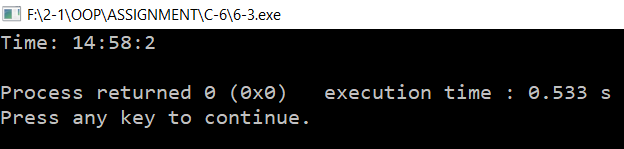 F:\2-1\OOP\ASSIGNMENT\C-6\6-3.exe
Time: 14:58:2
Process returned 0 (0x0)   execution time : 0.533 s
Press any key to continue.